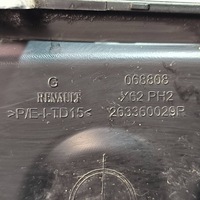 G 068808
RENAULT X62 PH2
>P/E-I-TD15< 263360029R